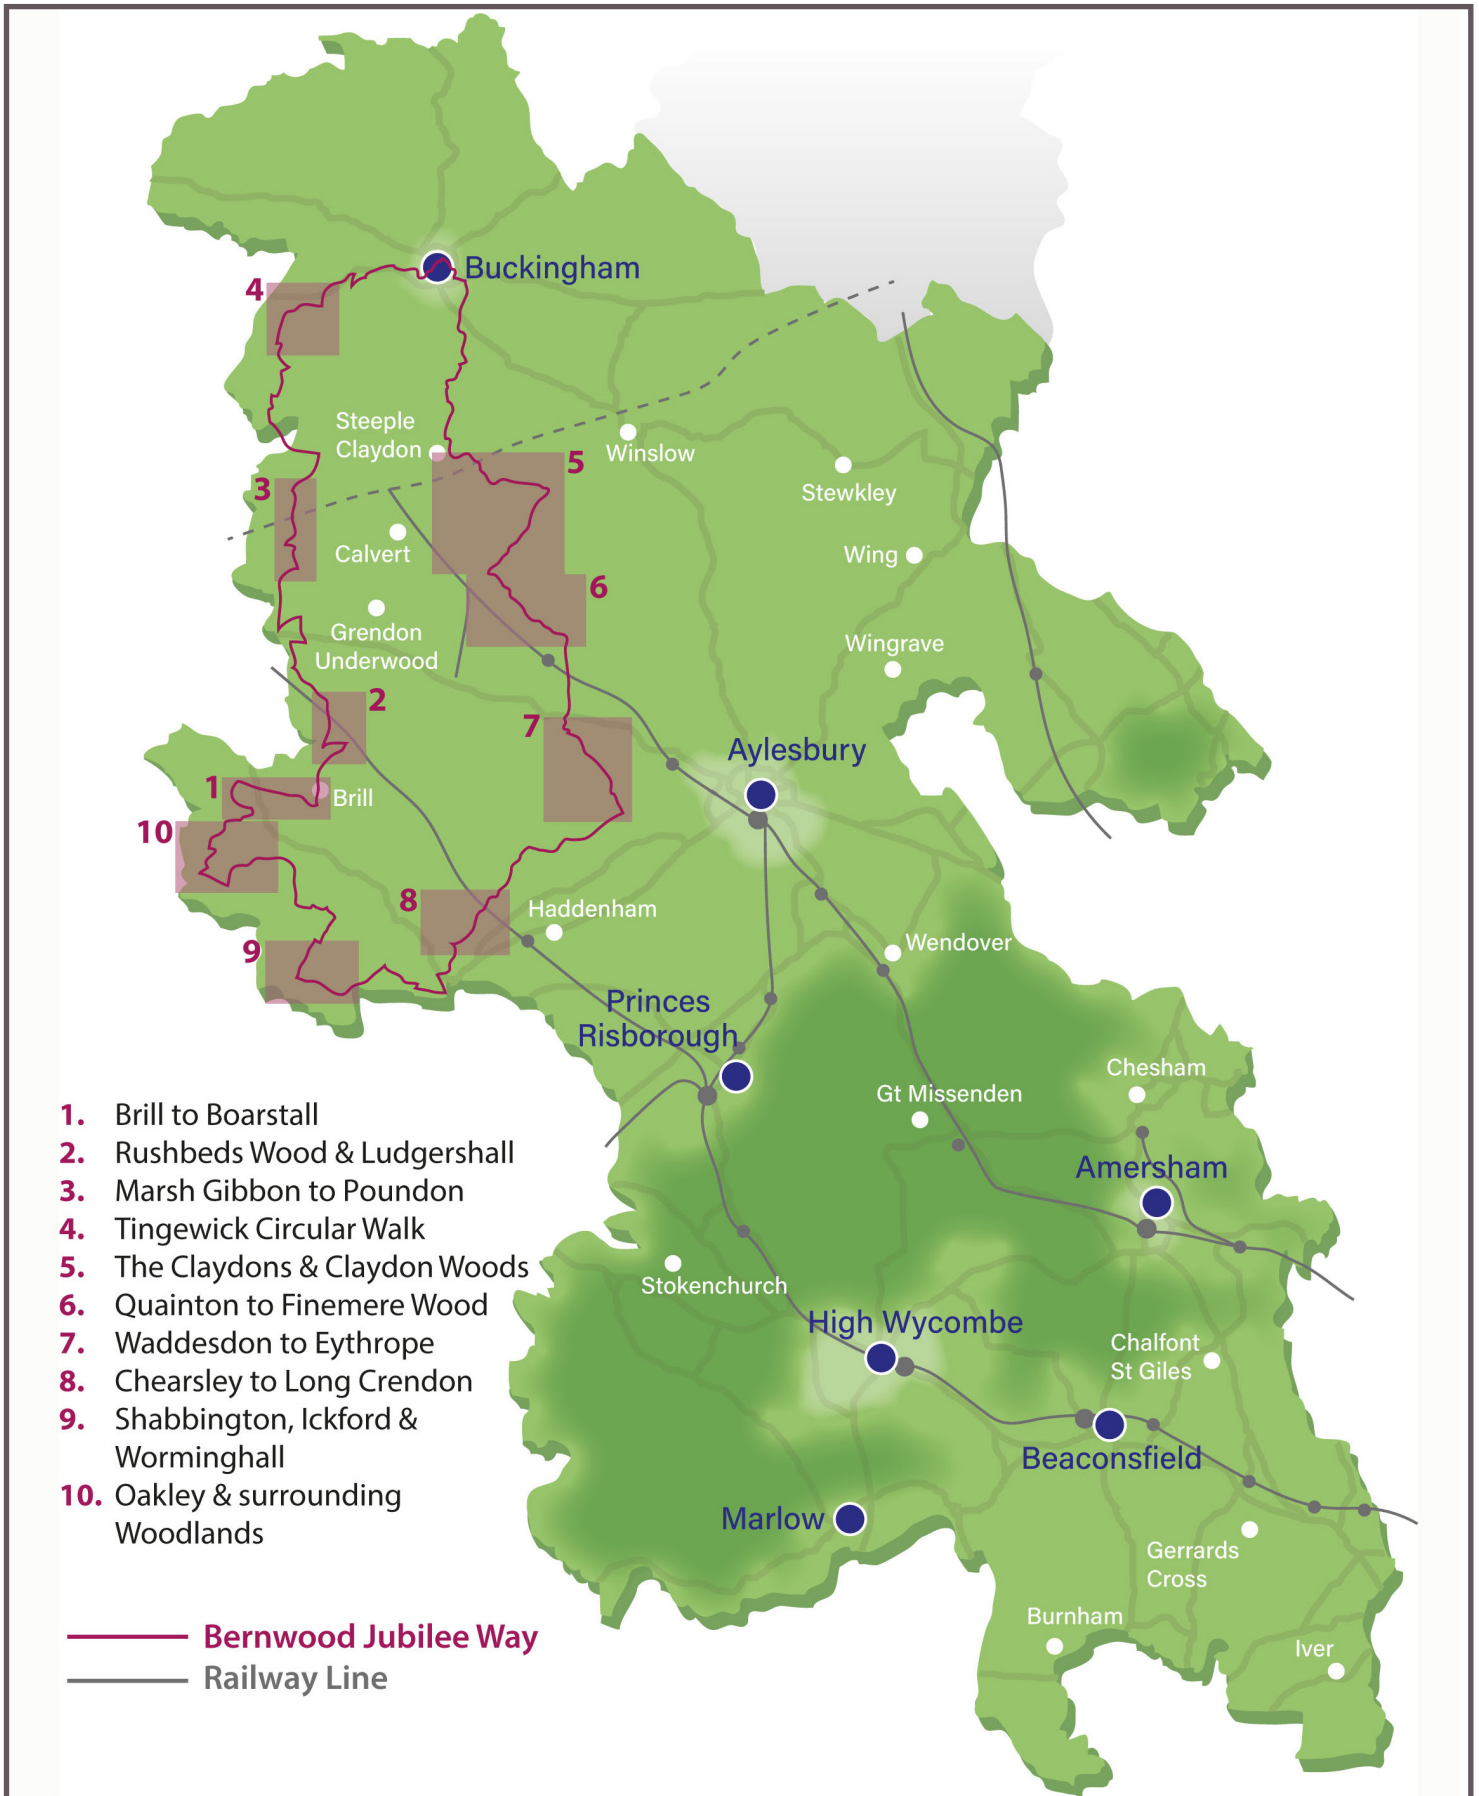 Buckingham
4
Steeple
Claydon
Winslow
5
Stewkley
3
Calvert
Wing
6
Grendon
Underwood
Wingrave
2
7
Aylesbury
1
Brill
10
8
Haddenham
9
Wendover
Princes
Risborough
Chesham
Gt Missenden
Amersham
Stokenchurch
High Wycombe
Chalfont
St Giles
Beaconsfield
Marlow
Gerrards
Cross
Burnham
Iver
1. Brill to Boarstall
2. Rushbeds Wood & Ludgershall
3. Marsh Gibbon to Poundon
4. Tingewick Circular Walk
5. The Claydons & Claydon Woods
6. Quainton to Finemere Wood
7. Waddesdon to Eythrope
8. Chearsley to Long Crendon
9. Shabbington, Ickford &
Worminghall
10. Oakley & surrounding
Woodlands
Bernwood Jubilee Way
Railway Line